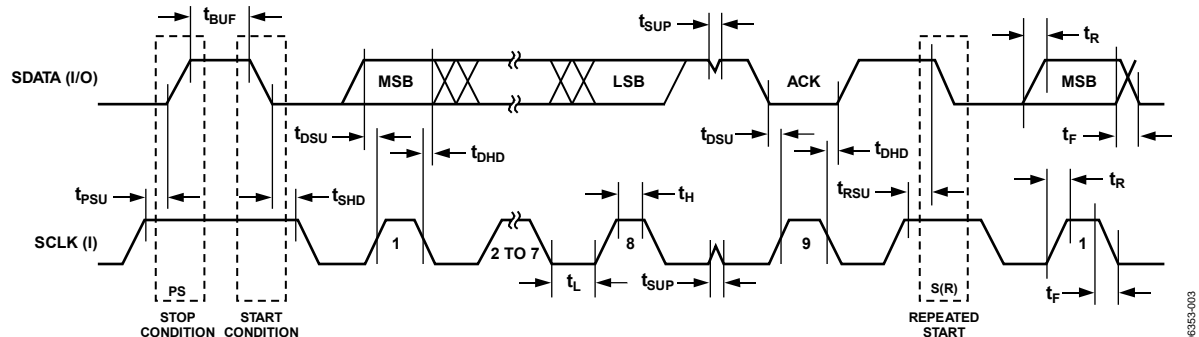 tBUF
tSUP
tR
SDATA (I/O)
MSB
LSB
ACK
MSB
tDSU
tDHD
tDSU
tDHD
tF
tPSU
tSHD
tH
tRSU
tR
SCLK (I)
1
2 TO 7
8
9
1
tL
tSUP
tF
PS
S(R)
STOP
CONDITION
START
CONDITION
REPEATED
START
6353-003